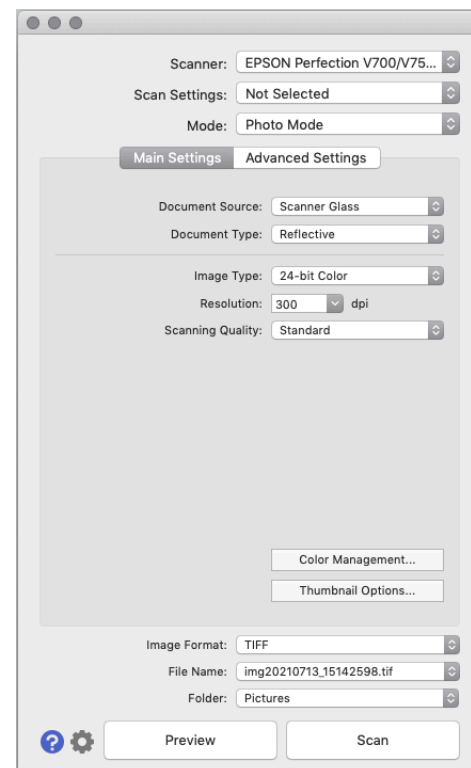 Scanner: EPSON Perfection V700/V75...
Scan Settings: Not Selected
Mode: Photo Mode
Main Settings Advanced Settings
Document Source: Scanner Glass
Document Type: Reflective
Image Type: 24-bit Color
Resolution: 300 dpi
Scanning Quality: Standard
Color Management...
Thumbnail Options...
Image Format: TIFF
File Name: img20210713_15142598.tif
Folder: Pictures
? Preview Scan